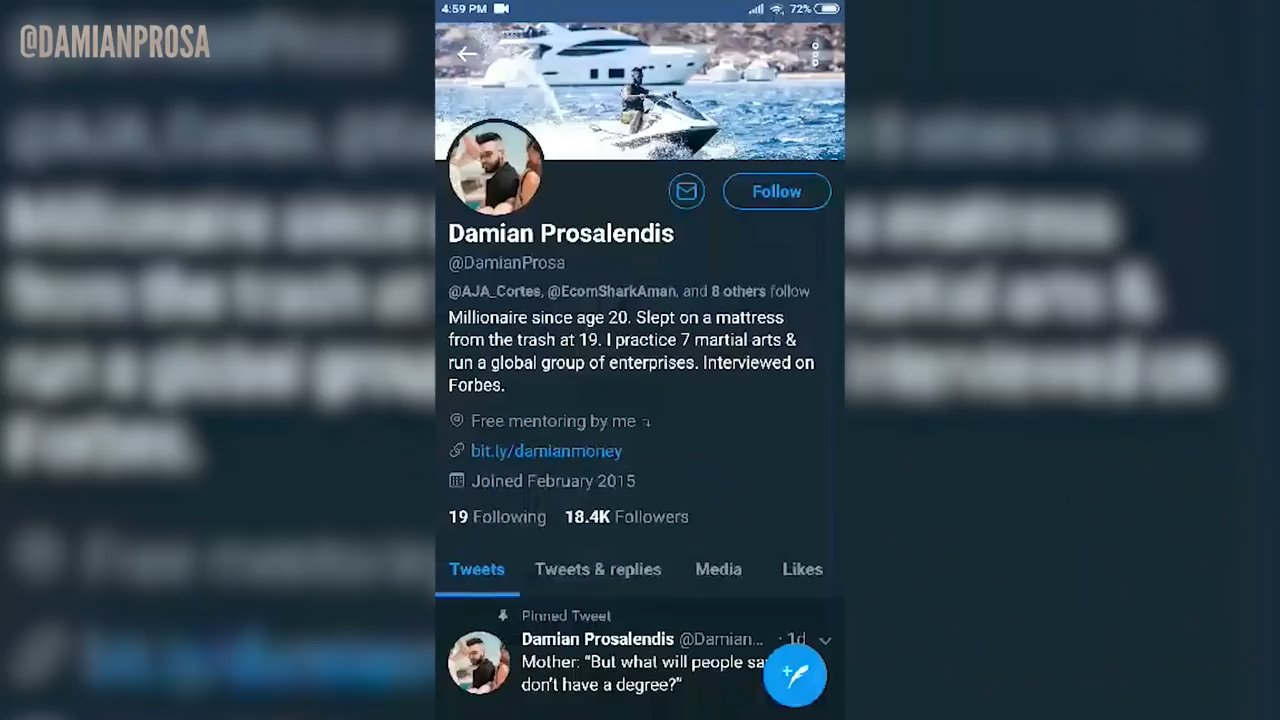 @DAMIANPROSA
4:59 PM
72%
Follow
Damian Prosalendis
@DamianProsa
@AJA_Cortes, @EcomSharkAman, and 8 others follow
Millionaire since age 20. Slept on a mattress
from the trash at 19. I practice 7 martial arts &
run a global group of enterprises. Interviewed on
Forbes.
Free mentoring by me
bit.ly/damianmoney
Joined February 2015
19 Following 18.4K Followers
Tweets Tweets & replies Media Likes
Pinned Tweet
Damian Prosalendis @Damian... · 1d
Mother: “But what will people
don't have a degree?"